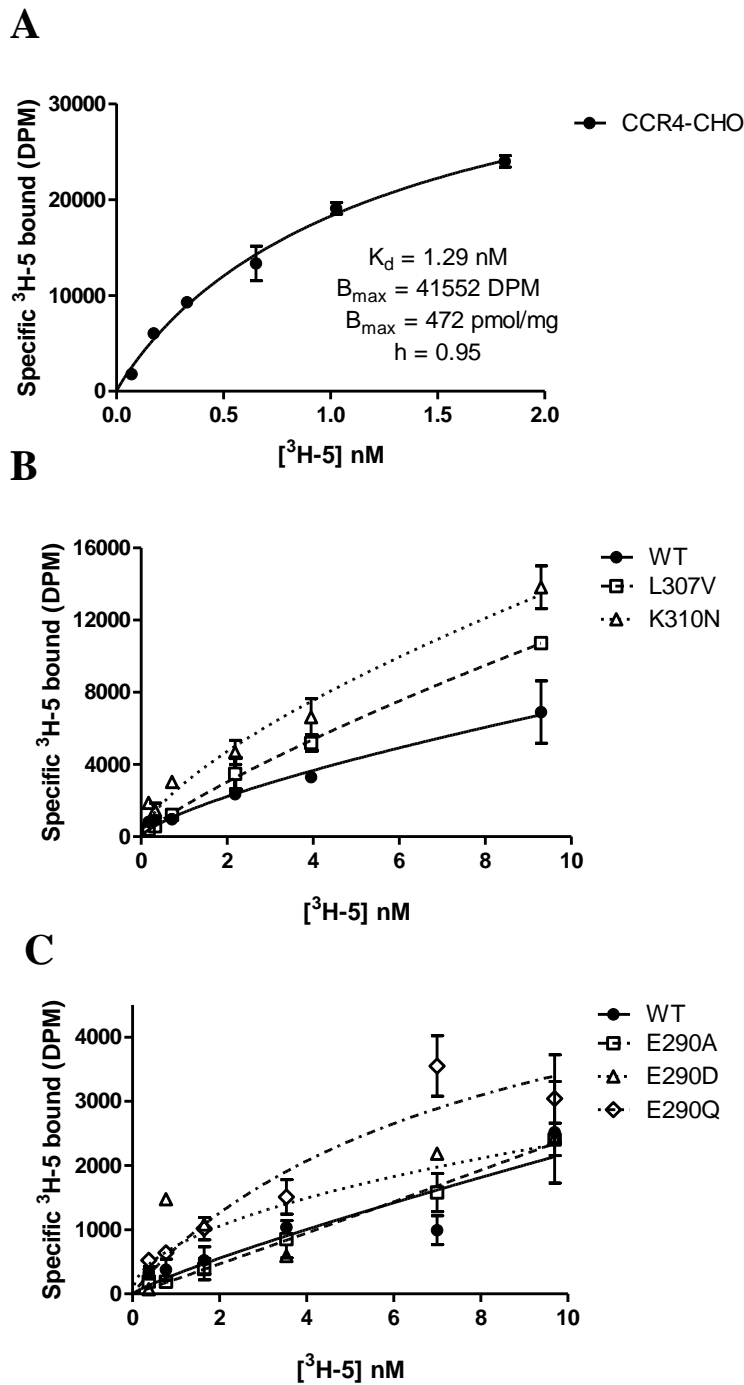 A
30000
20000
10000
0
0.0 0.5 1.0 1.5 2.0
Specific ³H-5 bound (DPM)
[³H-5] nM
CCR4-CHO
K_d = 1.29 nM
B_max = 41552 DPM
B_max = 472 pmol/mg
h = 0.95
B
16000
12000
8000
4000
0
0 2 4 6 8 10
Specific ³H-5 bound (DPM)
[³H-5] nM
WT
L307V
K310N
C
4000
3000
2000
1000
0
0 2 4 6 8 10
Specific ³H-5 bound (DPM)
[³H-5] nM
WT
E290A
E290D
E290Q